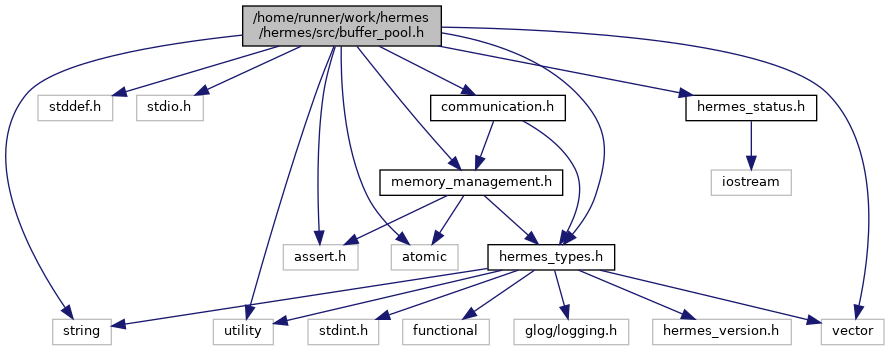 /home/runner/work/hermes
/hermes/src/buffer_pool.h
stddef.h
stdio.h
communication.h
hermes_status.h
memory_management.h
iostream
assert.h
atomic
hermes_types.h
string
utility
stdint.h
functional
glog/logging.h
hermes_version.h
vector